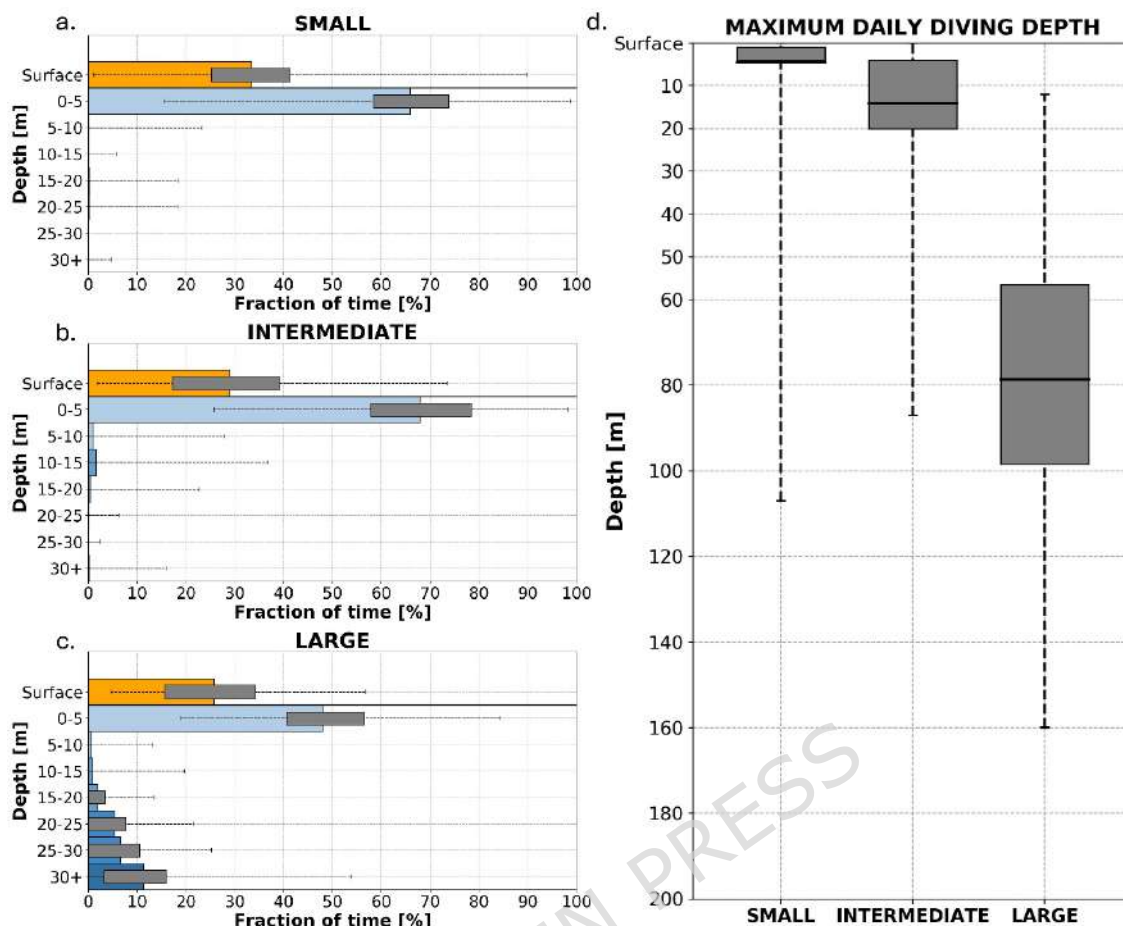 a.
SMALL
Depth [m]
Surface
0-5
5-10
10-15
15-20
20-25
25-30
30+
0 10 20 30 40 50 60 70 80 90 100
Fraction of time [%]
b.
INTERMEDIATE
Depth [m]
Surface
0-5
5-10
10-15
15-20
20-25
25-30
30+
0 10 20 30 40 50 60 70 80 90 100
Fraction of time [%]
c.
LARGE
Depth [m]
Surface
0-5
5-10
10-15
15-20
20-25
25-30
30+
0 10 20 30 40 50 60 70 80 90 100
Fraction of time [%]
d.
MAXIMUM DAILY DIVING DEPTH
Depth [m]
Surface
10
20
30
40
50
60
80
100
120
140
160
180
200
SMALL INTERMEDIATE LARGE
IN PRESS